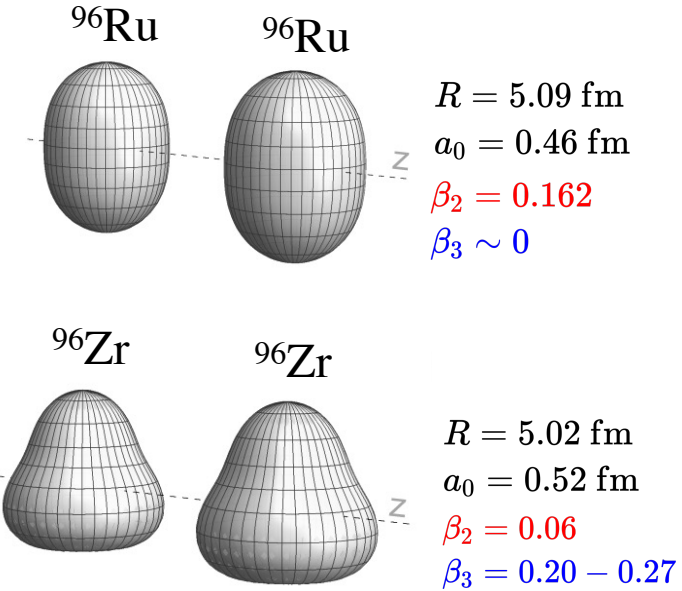 ⁹⁶Ru ⁹⁶Ru
R = 5.09 fm
a₀ = 0.46 fm
z
β₂ = 0.162
β₃ ∼ 0
⁹⁶Zr ⁹⁶Zr
R = 5.02 fm
a₀ = 0.52 fm
z
β₂ = 0.06
β₃ = 0.20 − 0.27